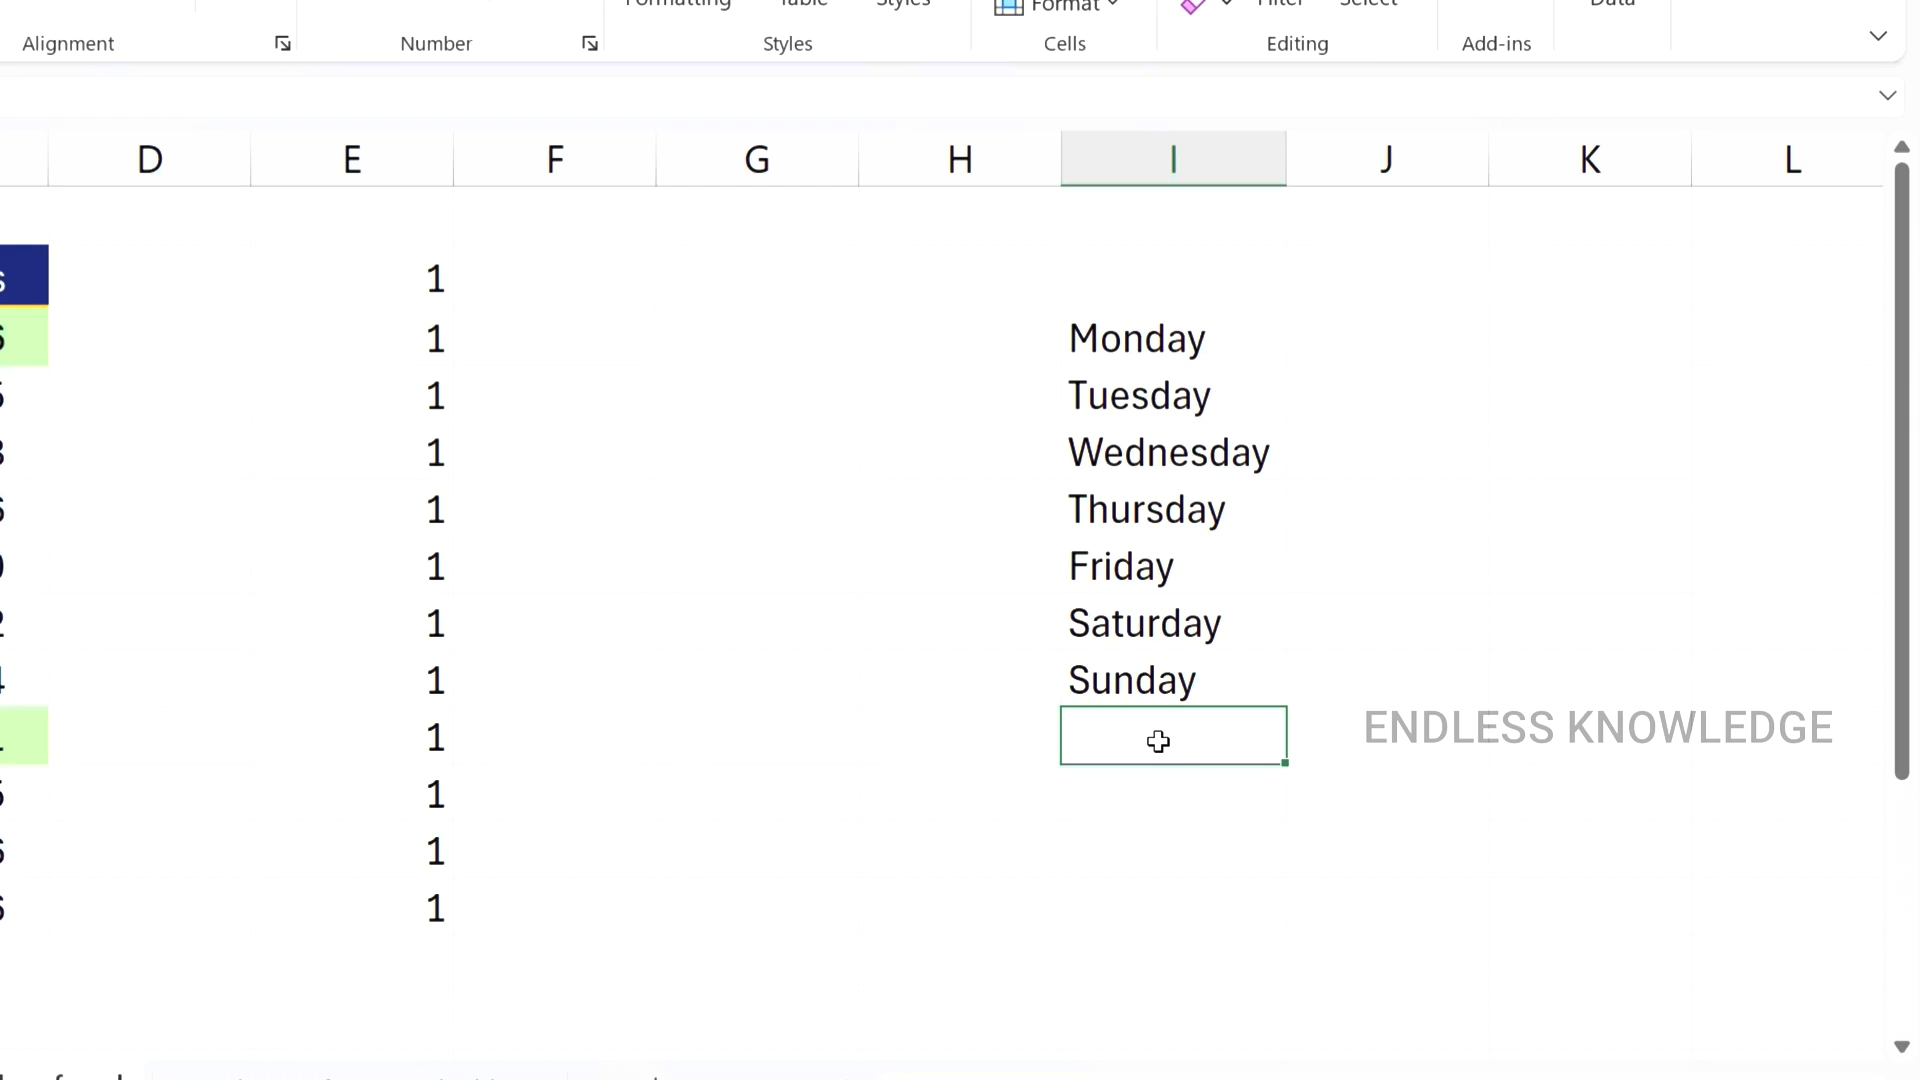 Alignment Number Styles Cells Editing Add-ins
Format
D E F G H I J K L
1
1 Monday
1 Tuesday
1 Wednesday
1 Thursday
1 Friday
1 Saturday
1 Sunday
1 ENDLESS KNOWLEDGE
1
1
1